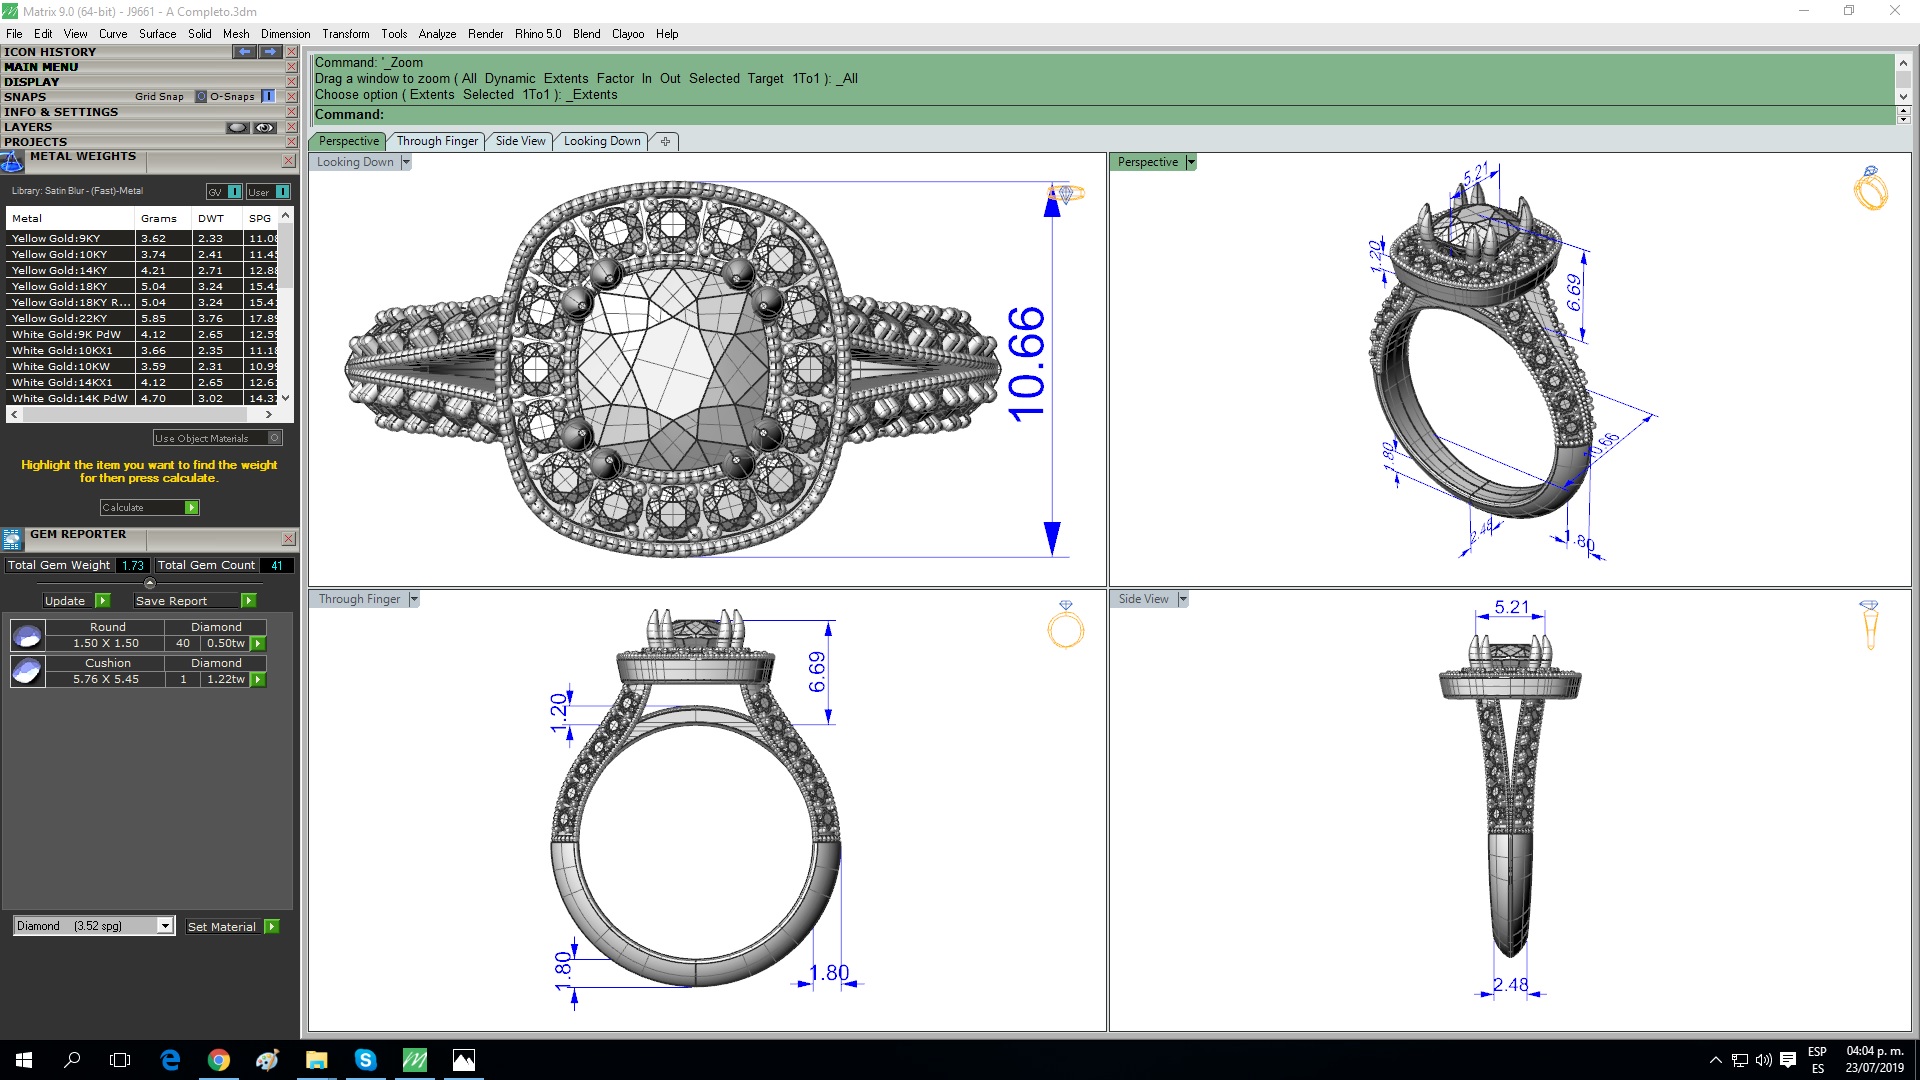 Matrix 9.0 (64-bit) - J9661 - A Completo.3dm
File Edit View Curve Surface Solid Mesh Dimension Transform Tools Analyze Render Rhino 5.0 Blend Clayoo Help
ICON HISTORY
MAIN MENU
DISPLAY
SNAPS Grid Snap O-Snaps
INFO & SETTINGS
LAYERS
PROJECTS
METAL WEIGHTS
Library: Satin Blur - (Fast)-Metal GV User
Metal Grams DWT SPG
Yellow Gold:9KY 3.62 2.33 11.0
Yellow Gold:10KY 3.74 2.41 11.4
Yellow Gold:14KY 4.21 2.71 12.8
Yellow Gold:18KY 5.04 3.24 15.4
Yellow Gold:18KY R... 5.04 3.24 15.4
Yellow Gold:22KY 5.85 3.76 17.8
White Gold:9K PdW 4.12 2.65 12.5
White Gold:10KX1 3.66 2.35 11.1
White Gold:10KW 3.59 2.31 10.9
White Gold:14KX1 4.12 2.65 12.6
White Gold:14K PdW 4.70 3.02 14.3
Use Object Materials
Highlight the item you want to find the weight
for then press calculate.
Calculate
GEM REPORTER
Total Gem Weight 1.73 Total Gem Count 41
Update Save Report
Round Diamond
1.50 X 1.50 40 0.50tw
Cushion Diamond
5.76 X 5.45 1 1.22tw
Diamond (3.52 spg) Set Material
Command: '_Zoom
Drag a window to zoom ( All Dynamic Extents Factor In Out Selected Target 1To1 ): _All
Choose option ( Extents Selected 1To1 ): _Extents
Command:
Perspective Through Finger Side View Looking Down
Looking Down
10.66
Perspective
5.21
1.20
6.69
10.66
1.80
2.48
1.80
Through Finger
6.69
1.20
1.80
1.80
Side View
5.21
2.48
ESP
ES
04:04 p. m.
23/07/2019